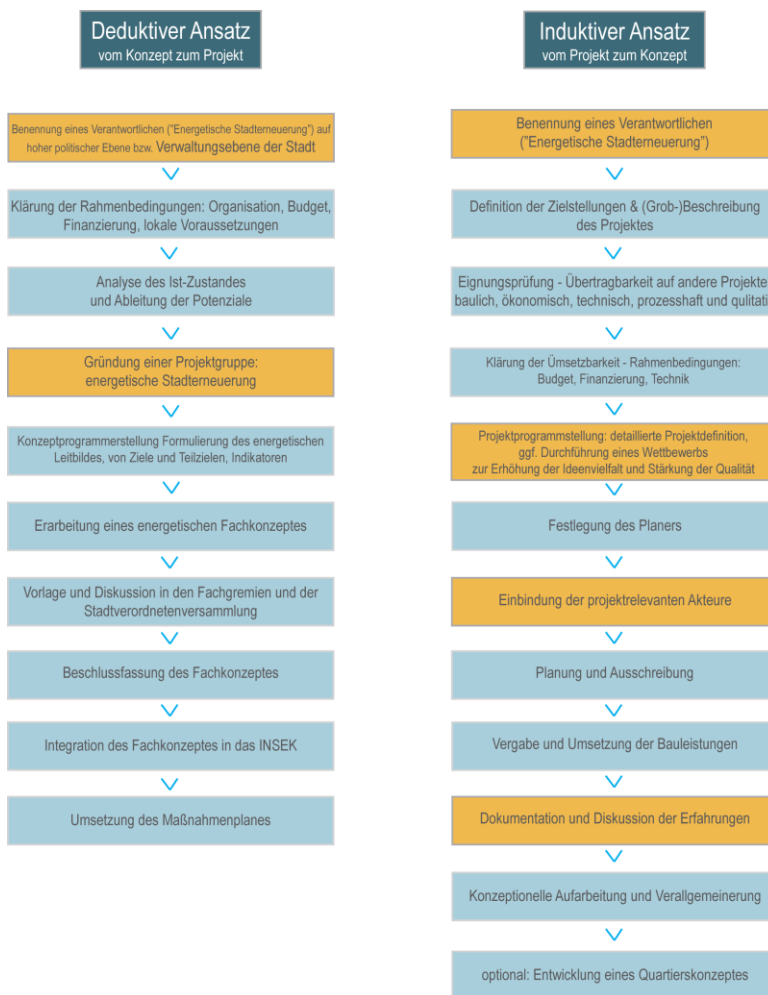 Deduktiver Ansatz
vom Konzept zum Projekt
Benennung eines Verantwortlichen ("Energetische Stadterneuerung") auf
hoher politischer Ebene bzw. Verwaltungsebene der Stadt
Klärung der Rahmenbedingungen: Organisation, Budget,
Finanzierung, lokale Voraussetzungen
Analyse des Ist-Zustandes
und Ableitung der Potenziale
Gründung einer Projektgruppe:
energetische Stadterneuerung
Konzeptprogrammerstellung Formulierung des energetischen
Leitbildes, von Ziele und Teilzielen, Indikatoren
Erarbeitung eines energetischen Fachkonzeptes
Vorlage und Diskussion in den Fachgremien und der
Stadtverordnetenversammlung
Beschlussfassung des Fachkonzeptes
Integration des Fachkonzeptes in das INSEK
Umsetzung des Maßnahmenplanes
Induktiver Ansatz
vom Projekt zum Konzept
Benennung eines Verantwortlichen
("Energetische Stadterneuerung")
Definition der Zielstellungen & (Grob-)Beschreibung
des Projektes
Eignungsprüfung - Übertragbarkeit auf andere Projekte
baulich, ökonomisch, technisch, prozesshaft und qulitati
Klärung der Ümsetzbarkeit - Rahmenbedingungen:
Budget, Finanzierung, Technik
Projektprogrammstellung: detaillierte Projektdefinition,
ggf. Durchführung eines Wettbewerbs
zur Erhöhung der Ideenvielfalt und Stärkung der Qualität
Festlegung des Planers
Einbindung der projektrelevanten Akteure
Planung und Ausschreibung
Vergabe und Umsetzung der Bauleistungen
Dokumentation und Diskussion der Erfahrungen
Konzeptionelle Aufarbeitung und Verallgemeinerung
optional: Entwicklung eines Quartierskonzeptes